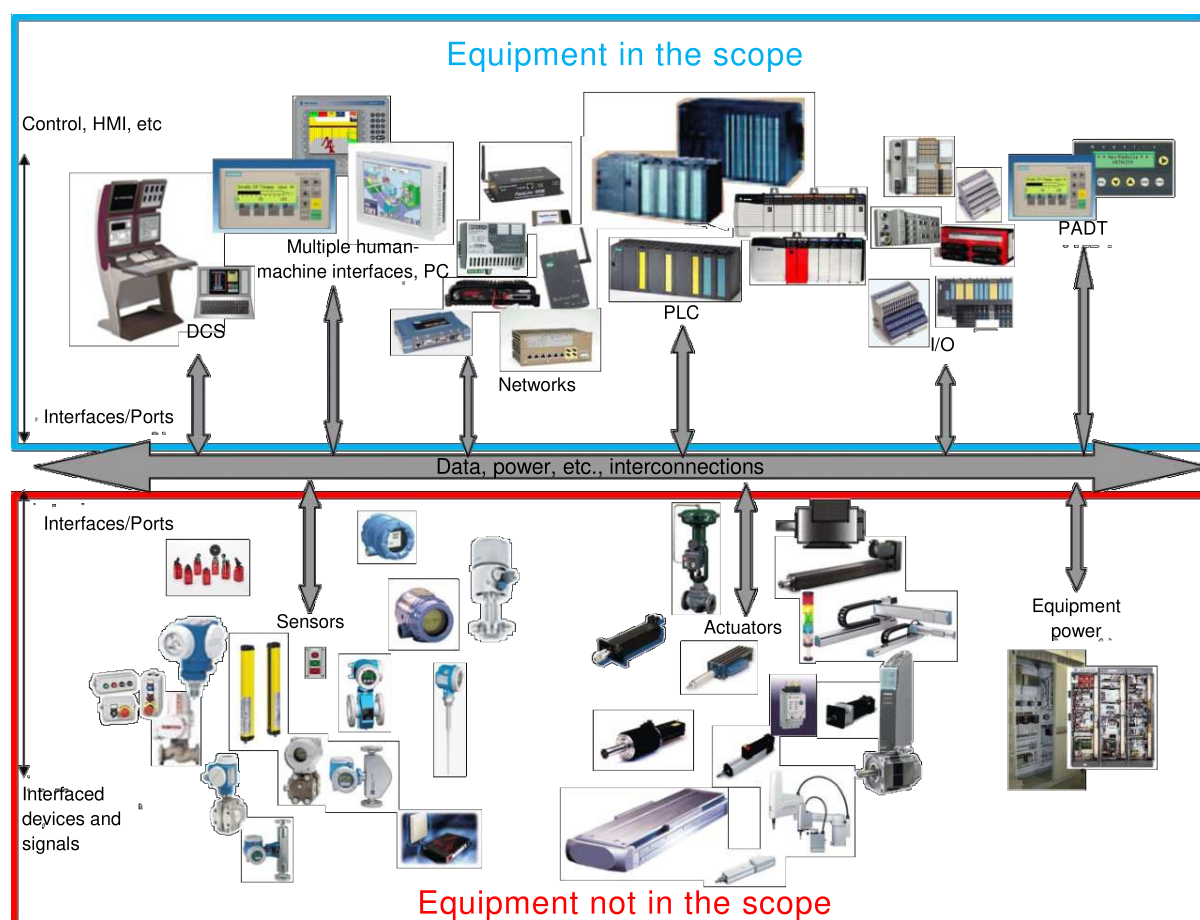 Equipment in the scope
Control, HMI, etc
Multiple human-
machine interfaces, PC
PADT
DCS
PLC
I/O
Networks
Interfaces/Ports
Data, power, etc., interconnections
Interfaces/Ports
Sensors
Actuators
Equipment
power
Interfaced
devices and
signals
Equipment not in the scope